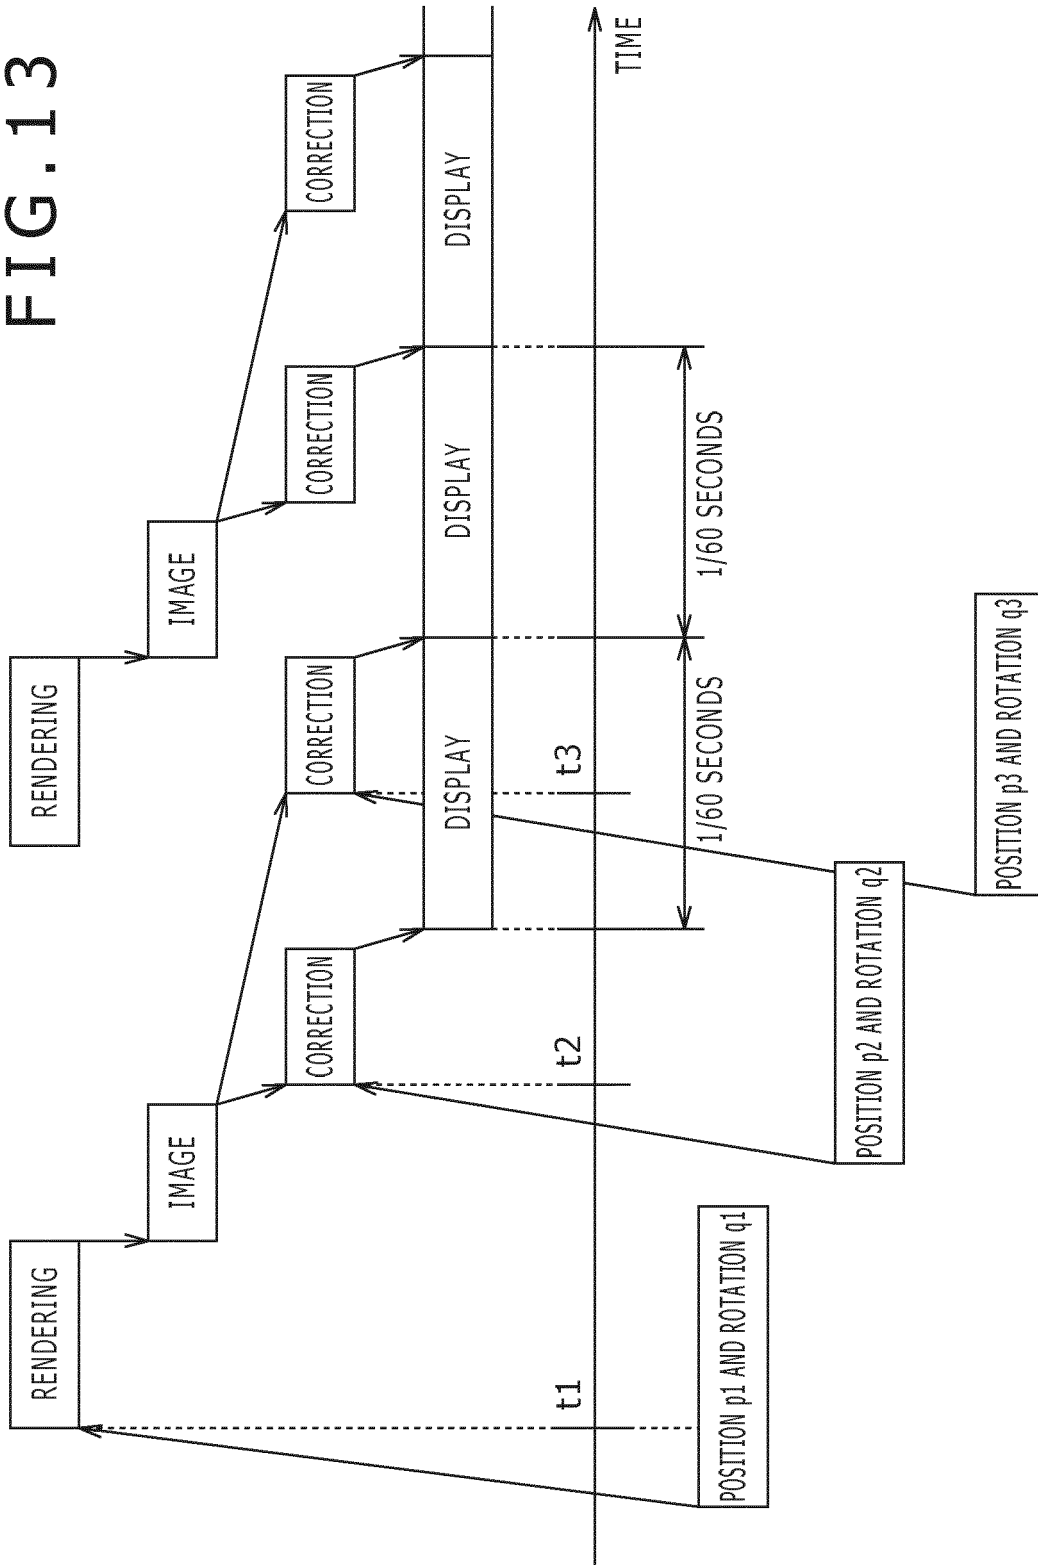 FIG.13
RENDERING
RENDERING
IMAGE
IMAGE
CORRECTION
CORRECTION
CORRECTION
CORRECTION
DISPLAY
DISPLAY
DISPLAY
t1
t2
t3
TIME
1/60 SECONDS
1/60 SECONDS
POSITION p1 AND ROTATION q1
POSITION p2 AND ROTATION q2
POSITION p3 AND ROTATION q3